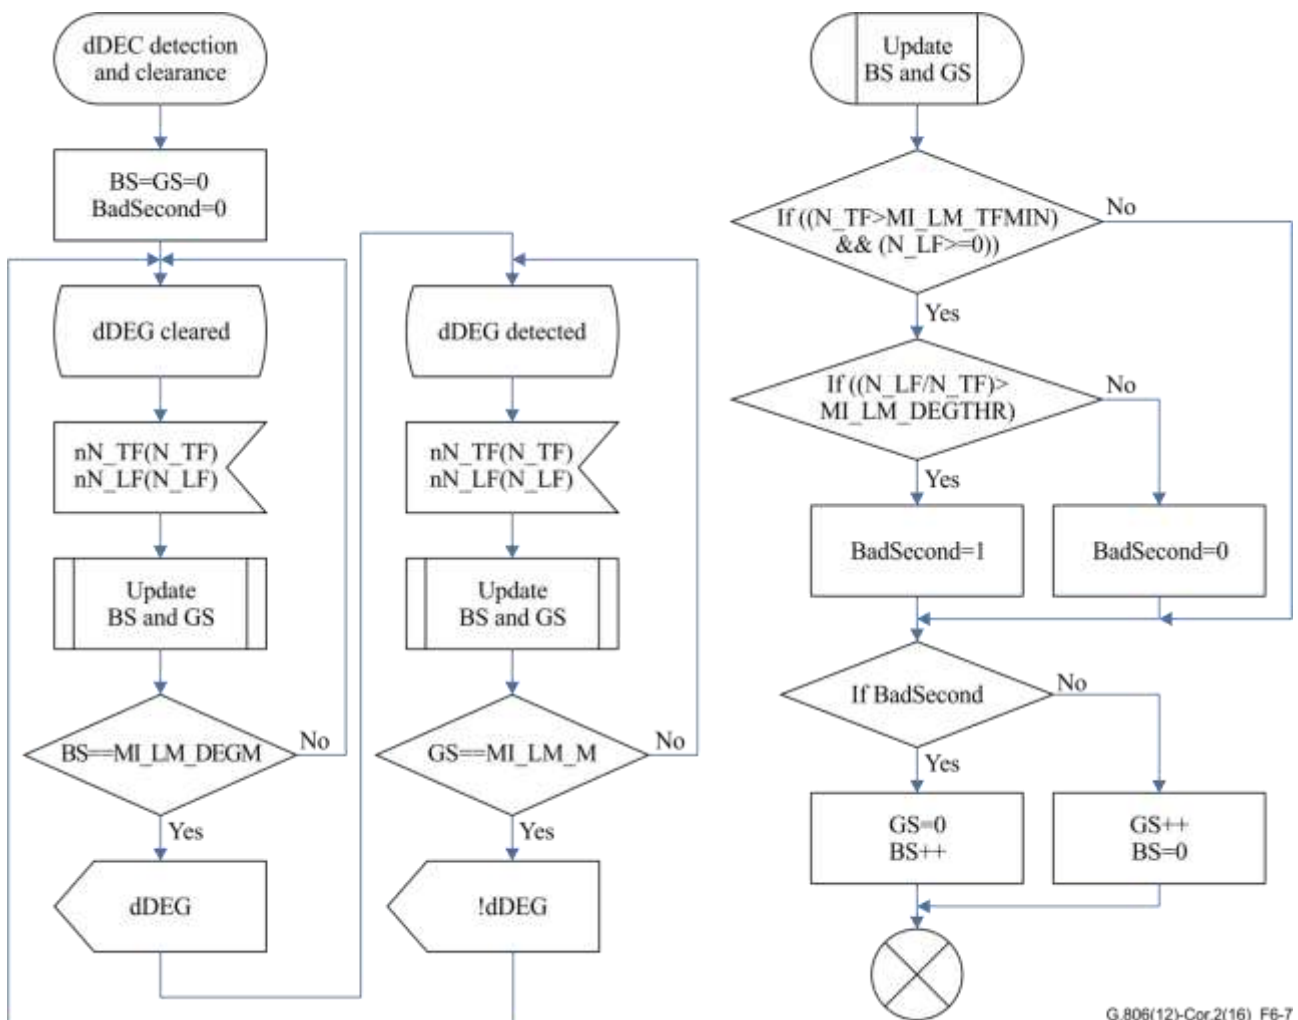 dDEC detection
and clearance
BS=GS=0
BadSecond=0
dDEG cleared
nN_TF(N_TF)
nN_LF(N_LF)
Update
BS and GS
BS==MI_LM_DEGM
No
Yes
dDEG
dDEG detected
nN_TF(N_TF)
nN_LF(N_LF)
Update
BS and GS
GS==MI_LM_M
No
Yes
!dDEG
Update
BS and GS
If ((N_TF>MI_LM_TFMIN)
&& (N_LF>=0))
No
Yes
If ((N_LF/N_TF)>
MI_LM_DEGTHR)
No
Yes
BadSecond=1
BadSecond=0
If BadSecond
No
Yes
GS=0
BS++
GS++
BS=0
G.806(12)-Cor.2(16)_F6-7